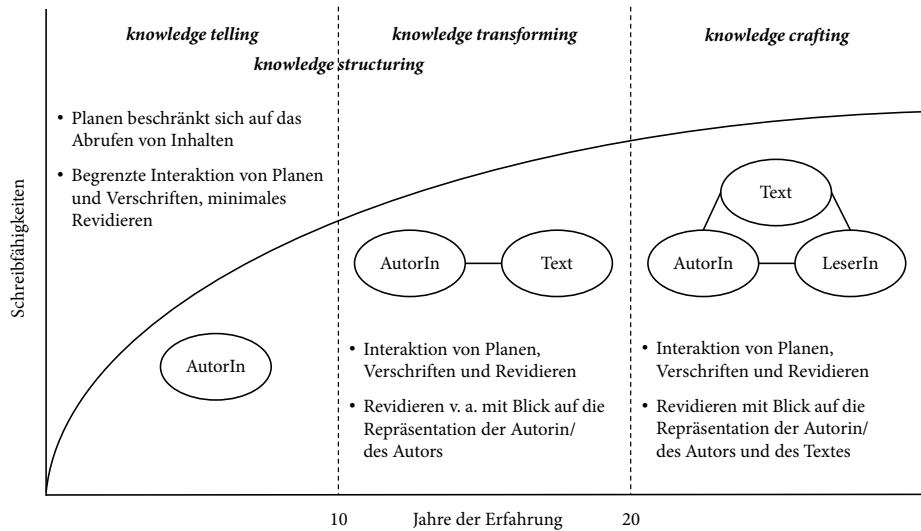 knowledge telling
knowledge transforming
knowledge crafting
knowledge structuring
• Planen beschränkt sich auf das
Abrufen von Inhalten
• Begrenzte Interaktion von Planen
und Verschriften, minimales
Revidieren
AutorIn
AutorIn
Text
• Interaktion von Planen,
Verschriften und Revidieren
• Revidieren v. a. mit Blick auf die
Repräsentation der Autorin/
des Autors
Text
AutorIn
LeserIn
• Interaktion von Planen,
Verschriften und Revidieren
• Revidieren mit Blick auf die
Repräsentation der Autorin/
des Autors und des Textes
Schreibfähigkeiten
10
Jahre der Erfahrung
20